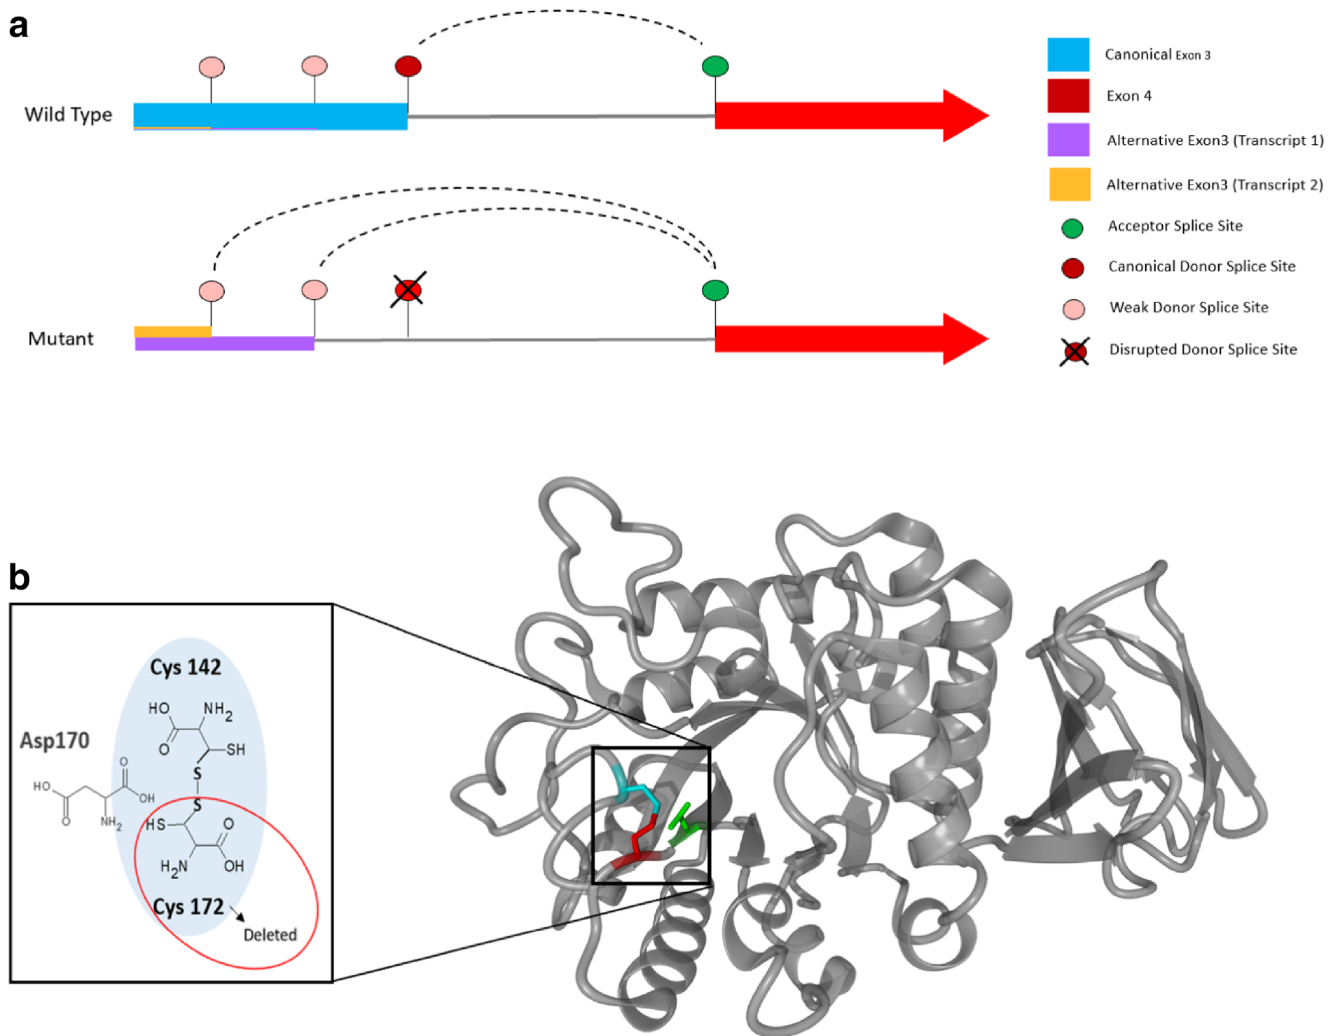 a
Wild Type
Mutant
Canonical Exon 3
Exon 4
Alternative Exon3 (Transcript 1)
Alternative Exon3 (Transcript 2)
Acceptor Splice Site
Canonical Donor Splice Site
Weak Donor Splice Site
Disrupted Donor Splice Site
b
Cys 142
HO
NH2
O
SH
Asp170
S
O
HO
OH
O
NH2
S
HS
O
H2N
OH
Cys 172
Deleted